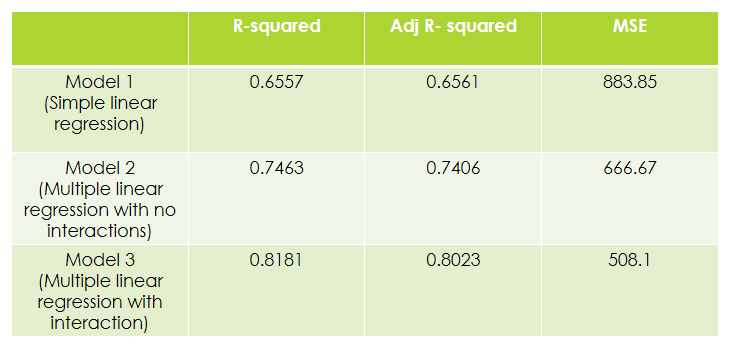 R-squared Adj R- squared MSE
Model 1
(Simple linear
regression)
0.6557 0.6561 883.85
Model 2
(Multiple linear
regression with no
interactions)
0.7463 0.7406 666.67
Model 3
(Multiple linear
regression with
interaction)
0.8181 0.8023 508.1